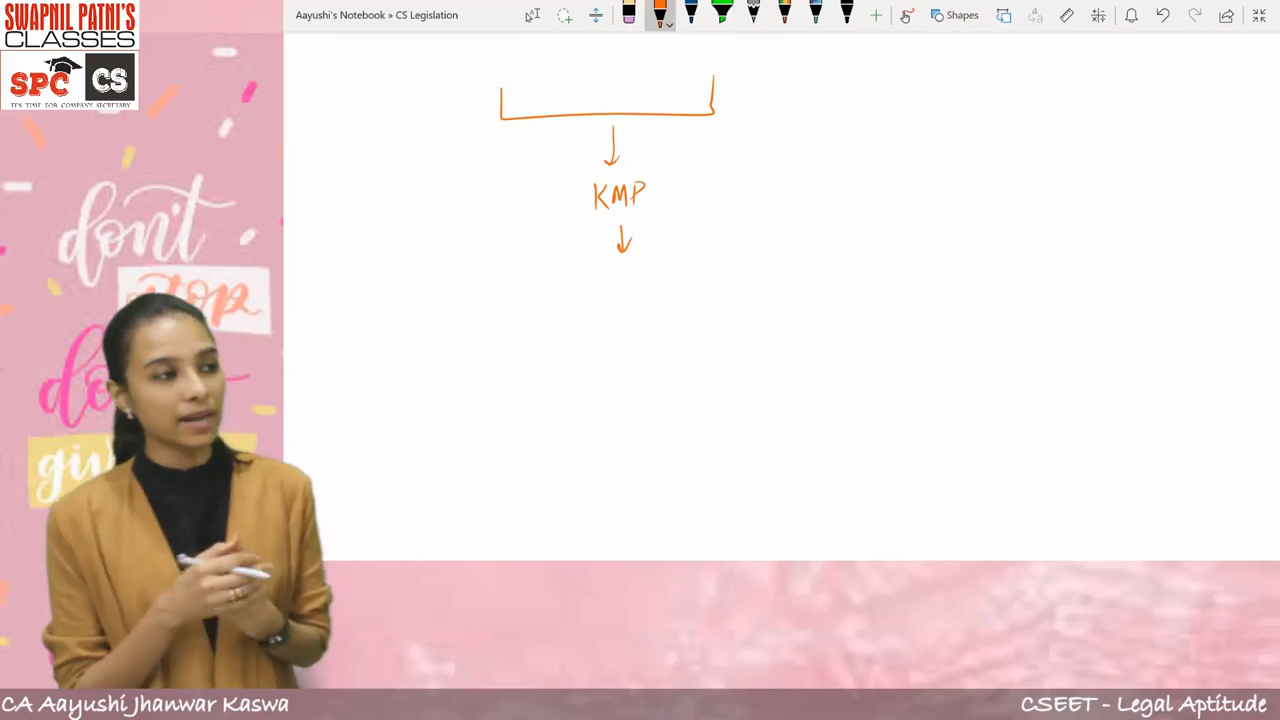 SWAPNIL PATNI'S
CLASSES
SPC CS
IT'S TIME FOR COMPANY SECRETARY
Aayushi's Notebook » CS Legislation
Shapes
KMP
don't
stop
CA Aayushi Jhanwar Kaswa
CSEET - Legal Aptitude